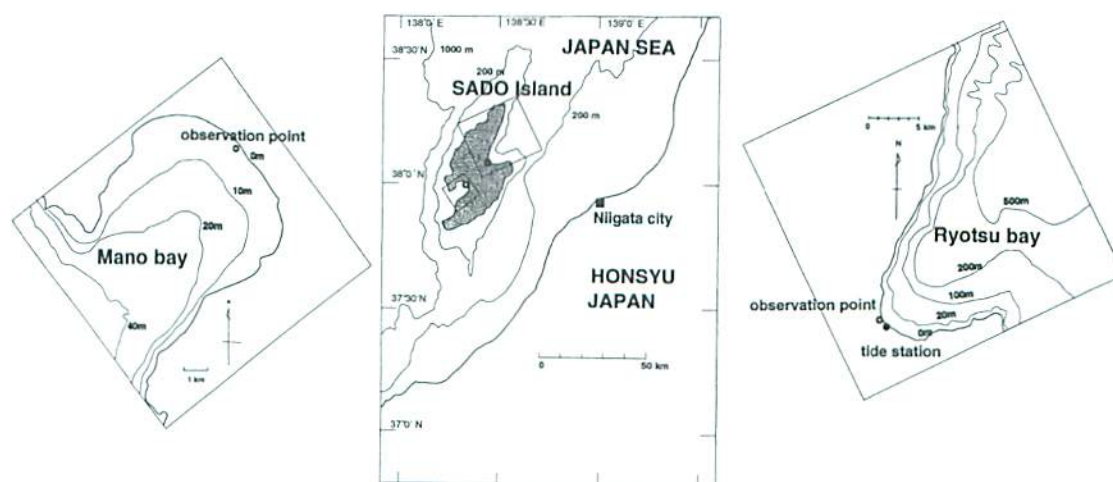 observation point
0m
10m
20m
Mano bay
40m
1 km
138°0´ E
138°30´
139°0´ E
38°30´N
1000 m
JAPAN SEA
200 m
SADO Island
200 m
38°0´ N
Niigata city
HONSYU
JAPAN
37°30´N
0
50 km
37°0´ N
0
5 km
N
500m
Ryotsu bay
200m
observation point
100m
20m
0m
tide station